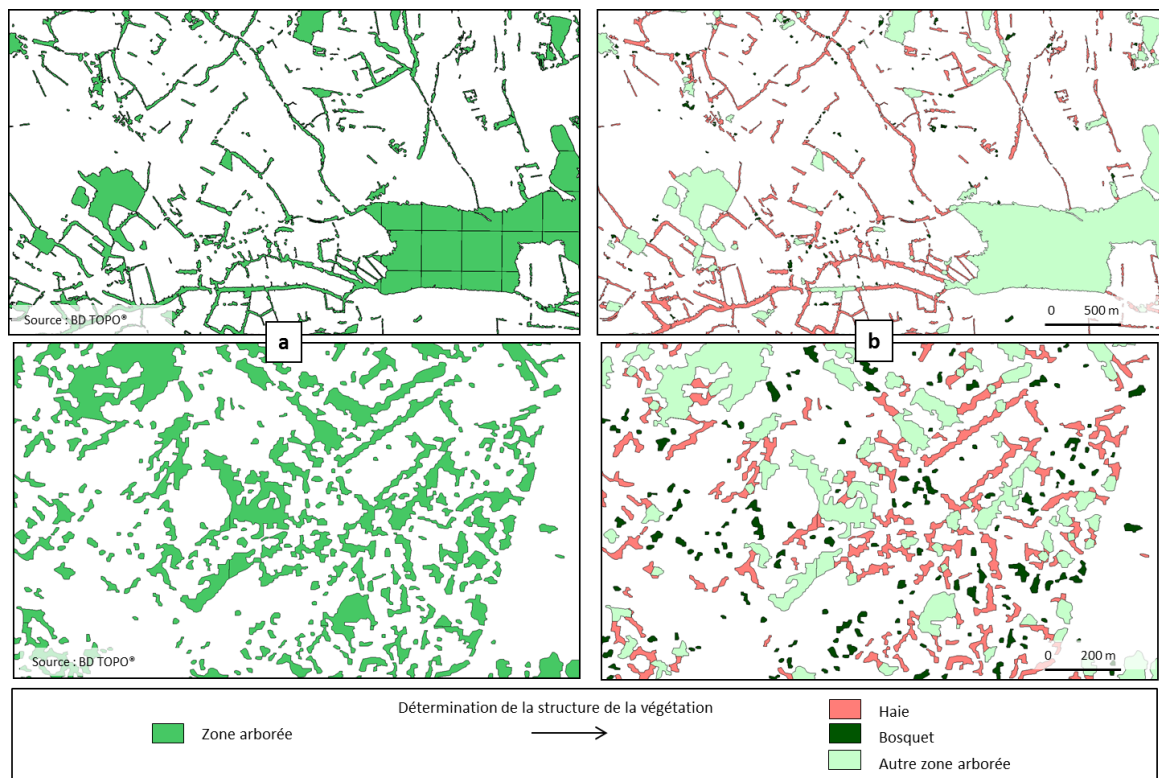 Source : BD TOPO®
0 500 m
a
b
Source : BD TOPO®
0 200 m
Détermination de la structure de la végétation
Zone arborée
Haie
Bosquet
Autre zone arborée